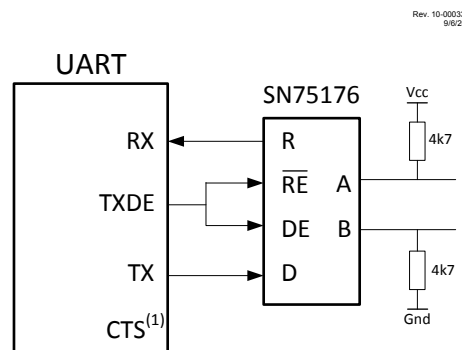 Rev. 10-0003
9/6/2
UART
SN75176
Vcc
RX
R
4k7
RE
A
TXDE
DE
B
TX
D
4k7
CTS(1)
Gnd